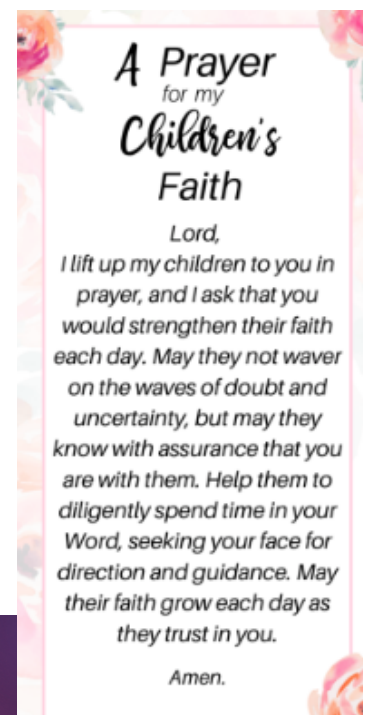 A Prayer
for my
Children's
Faith
Lord,
I lift up my children to you in
prayer, and I ask that you
would strengthen their faith
each day. May they not waver
on the waves of doubt and
uncertainty, but may they
know with assurance that you
are with them. Help them to
diligently spend time in your
Word, seeking your face for
direction and guidance. May
their faith grow each day as
they trust in you.
Amen.